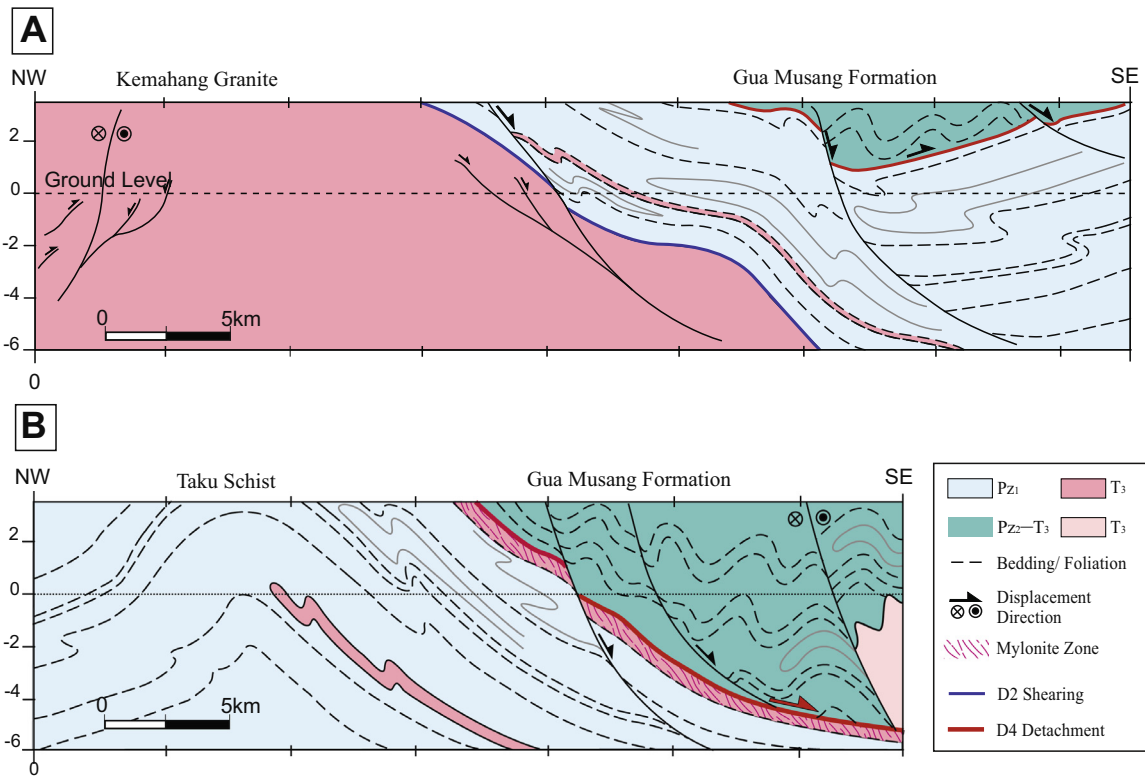 A
NW
Kemahang Granite
Gua Musang Formation
SE
2
Ground Level
0
-2
-4
0
5km
-6
0
B
NW
Taku Schist
Gua Musang Formation
SE
0
2
0
-2
-4
0
5km
-6
0
Pz1
T3
Pz2—T3
T3
Bedding/ Foliation
Displacement
Direction
Mylonite Zone
D2 Shearing
D4 Detachment